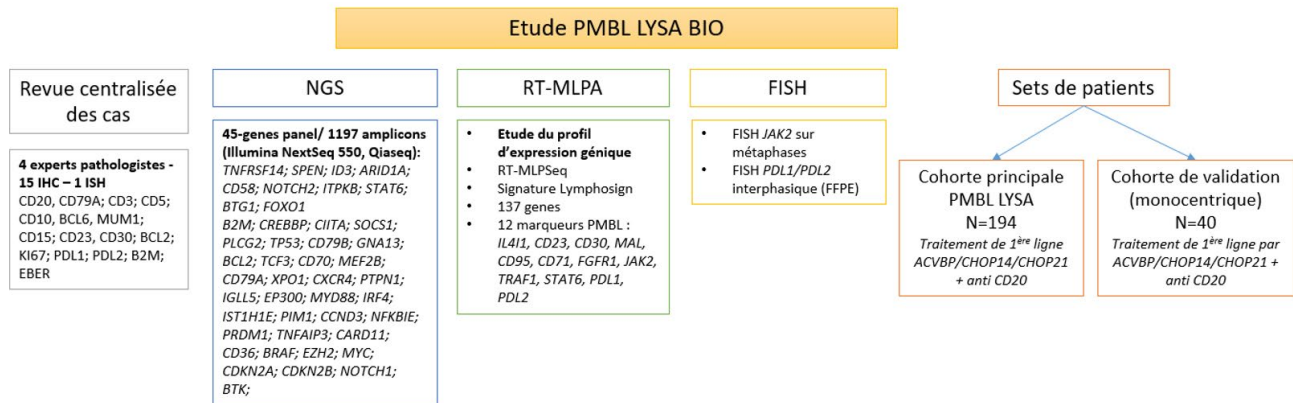 Etude PMBL LYSA BIO
Revue centralisée
des cas
4 experts pathologistes -
15 IHC – 1 ISH
CD20, CD79A; CD3; CD5;
CD10, BCL6, MUM1;
CD15; CD23, CD30; BCL2;
KI67; PDL1; PDL2; B2M;
EBER
NGS
45-genes panel/ 1197 amplicons
(Illumina NextSeq 550, Qiaseq):
TNFRSF14; SPEN; ID3; ARID1A;
CD58; NOTCH2; ITPKB; STAT6;
BTG1; FOXO1
B2M; CREBBP; CIITA; SOCS1;
PLCG2; TP53; CD79B; GNA13;
BCL2; TCF3; CD70; MEF2B;
CD79A; XPO1; CXCR4; PTPN1;
IGLL5; EP300; MYD88; IRF4;
IST1H1E; PIM1; CCND3; NFKBIE;
PRDM1; TNFAIP3; CARD11;
CD36; BRAF; EZH2; MYC;
CDKN2A; CDKN2B; NOTCH1;
BTK;
RT-MLPA
• Etude du profil
d’expression génique
• RT-MLPSeq
• Signature Lymphosign
• 137 genes
• 12 marqueurs PMBL :
IL4I1, CD23, CD30, MAL,
CD95, CD71, FGFR1, JAK2,
TRAF1, STAT6, PDL1,
PDL2
FISH
• FISH JAK2 sur
métaphases
• FISH PDL1/PDL2
interphasique (FFPE)
Sets de patients
Cohorte principale
PMBL LYSA
N=194
Traitement de 1ère ligne
ACVBP/CHOP14/CHOP21
+ anti CD20
Cohorte de validation
(monocentrique)
N=40
Traitement de 1ère ligne par
ACVBP/CHOP14/CHOP21 +
anti CD20